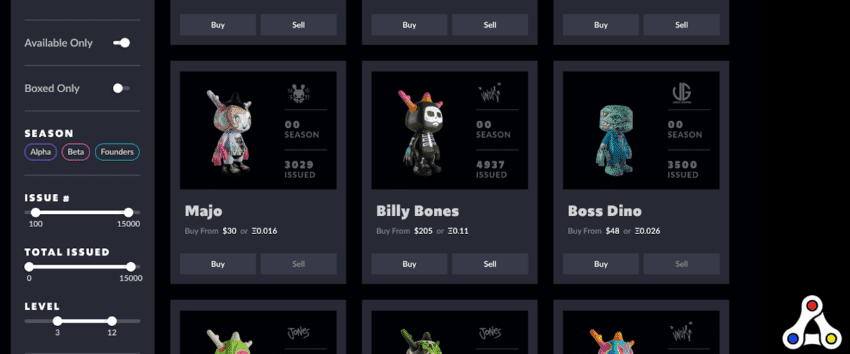 Buy
Sell
Buy
Sell
Buy
Sell
Available Only
Boxed Only
SEASON
Alpha
Beta
Founders
ISSUE #
100
15000
TOTAL ISSUED
0
15000
LEVEL
3
12
00
SEASON
3029
ISSUED
Majo
Buy From $30 or Ξ0.016
Buy
Sell
00
SEASON
4937
ISSUED
Billy Bones
Buy From $205 or Ξ0.11
Buy
Sell
00
SEASON
3500
ISSUED
Boss Dino
Buy From $48 or Ξ0.026
Buy
Sell
JONES
JONES